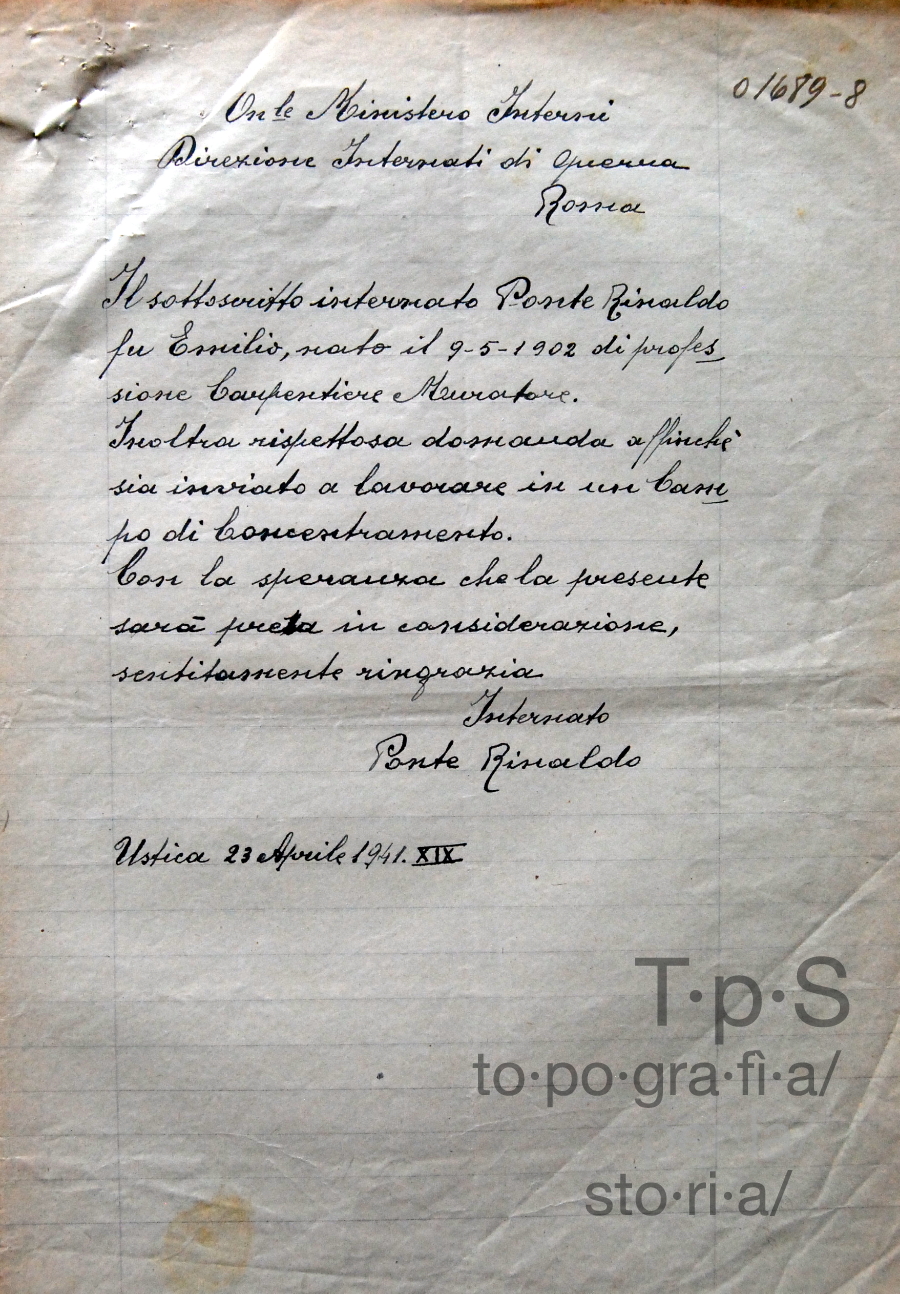 01689-8
On le Ministero Interni
Direzione Internati di guerra
Roma
Il sottoscritto internato Ponte Rinaldo
fu Emilio, nato il 9-5-1902 di profes
sione Carpentiere Muratore.
Inoltra rispettosa domanda affinchè
sia inviato a lavorare in un Cam
po di Concentramento.
Con la speranza che la presente
sarà presa in considerazione,
sentitamente ringrazia
Internato
Ponte Rinaldo
Ustica 23 Aprile 1941. XIX
T·p·S
to·po·gra·fì·a/
sto·ri·a/